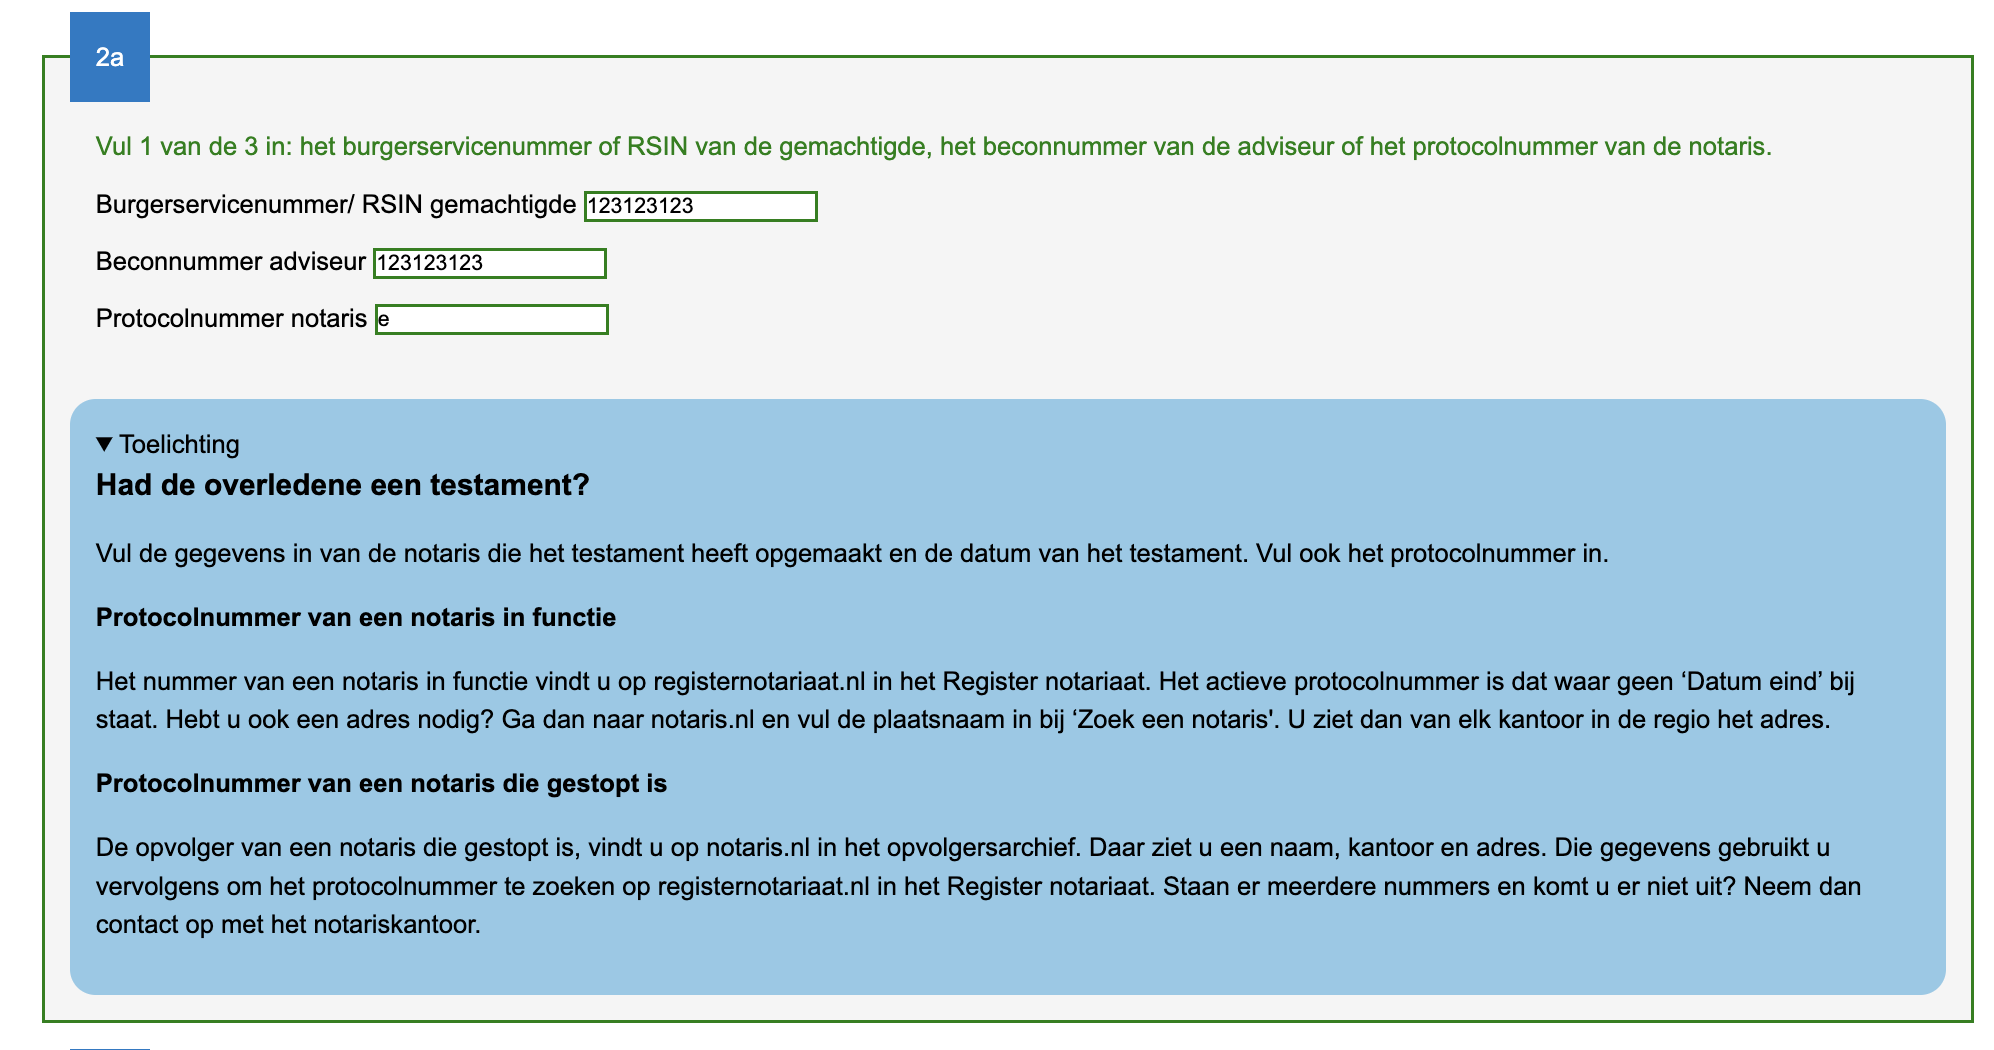 2a
Vul 1 van de 3 in: het burgerservicenummer of RSIN van de gemachtigde, het beconnummer van de adviseur of het protocolnummer van de notaris.
Burgerservicenummer/ RSIN gemachtigde 123123123
Beconnummer adviseur 123123123
Protocolnummer notaris e
▼ Toelichting
Had de overledene een testament?
Vul de gegevens in van de notaris die het testament heeft opgemaakt en de datum van het testament. Vul ook het protocolnummer in.
Protocolnummer van een notaris in functie
Het nummer van een notaris in functie vindt u op registernotariaat.nl in het Register notariaat. Het actieve protocolnummer is dat waar geen ‘Datum eind’ bij
staat. Hebt u ook een adres nodig? Ga dan naar notaris.nl en vul de plaatsnaam in bij ‘Zoek een notaris'. U ziet dan van elk kantoor in de regio het adres.
Protocolnummer van een notaris die gestopt is
De opvolger van een notaris die gestopt is, vindt u op notaris.nl in het opvolgersarchief. Daar ziet u een naam, kantoor en adres. Die gegevens gebruikt u
vervolgens om het protocolnummer te zoeken op registernotariaat.nl in het Register notariaat. Staan er meerdere nummers en komt u er niet uit? Neem dan
contact op met het notariskantoor.